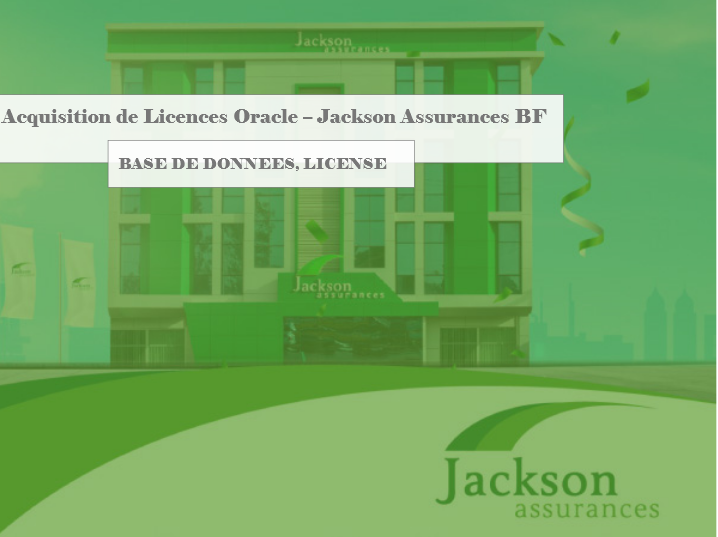 Jackson
assurances
Acquisition de Licences Oracle – Jackson Assurances BF
BASE DE DONNEES, LICENSE
Jackson
assurances
Jackson
assurances